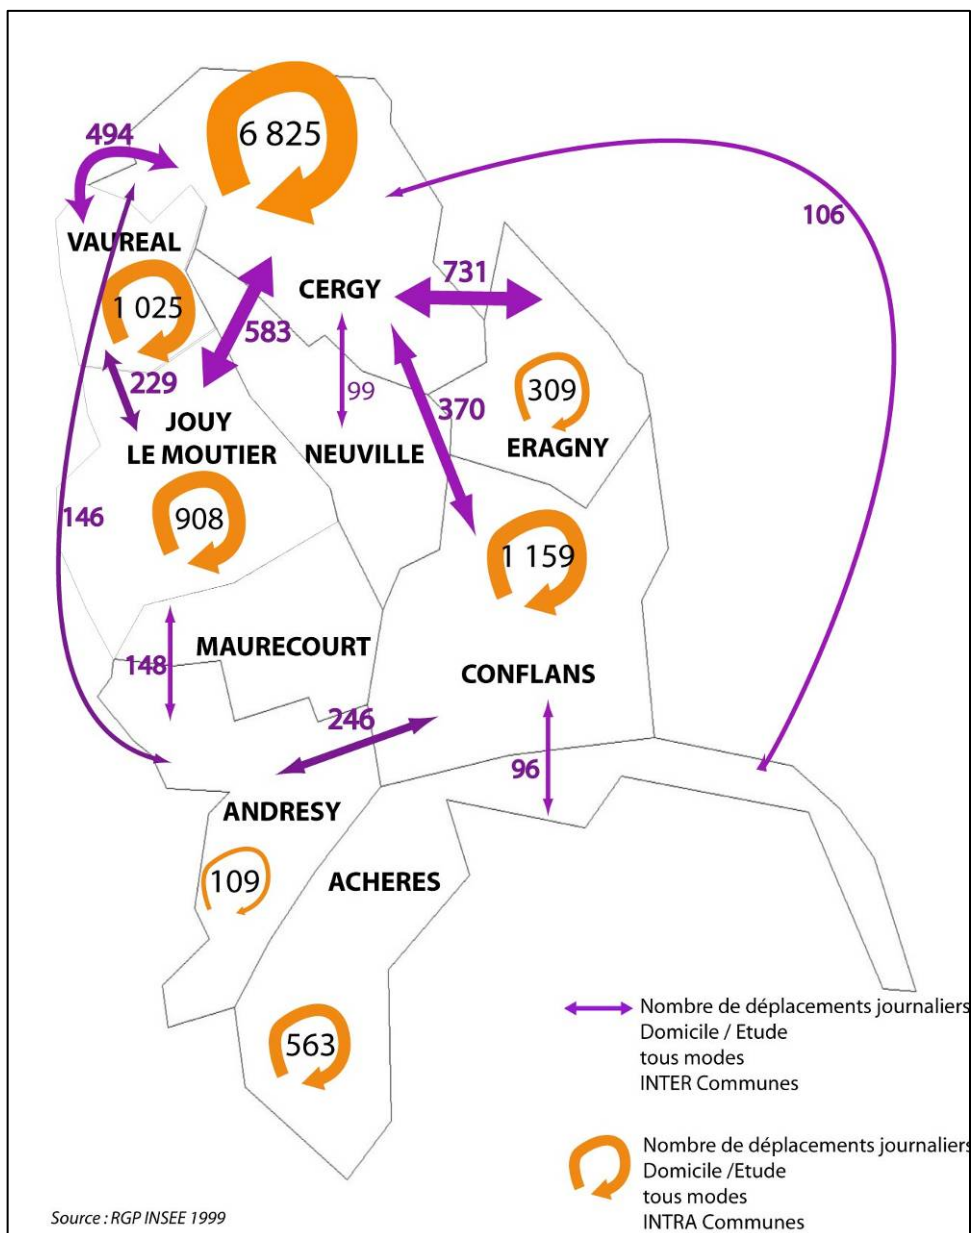 6 825
494
106
VAUREAL
731
CERGY
1 025
583
99
309
229
370
JOUY
LE MOUTIER
NEUVILLE
ERAGNY
146
908
1 159
MAURECOURT
148
CONFLANS
246
96
ANDRESY
109
ACHERES
563
Nombre de déplacements journaliers
Domicile / Etude
tous modes
INTER Communes
Nombre de déplacements journaliers
Domicile /Etude
tous modes
INTRA Communes
Source : RGP INSEE 1999